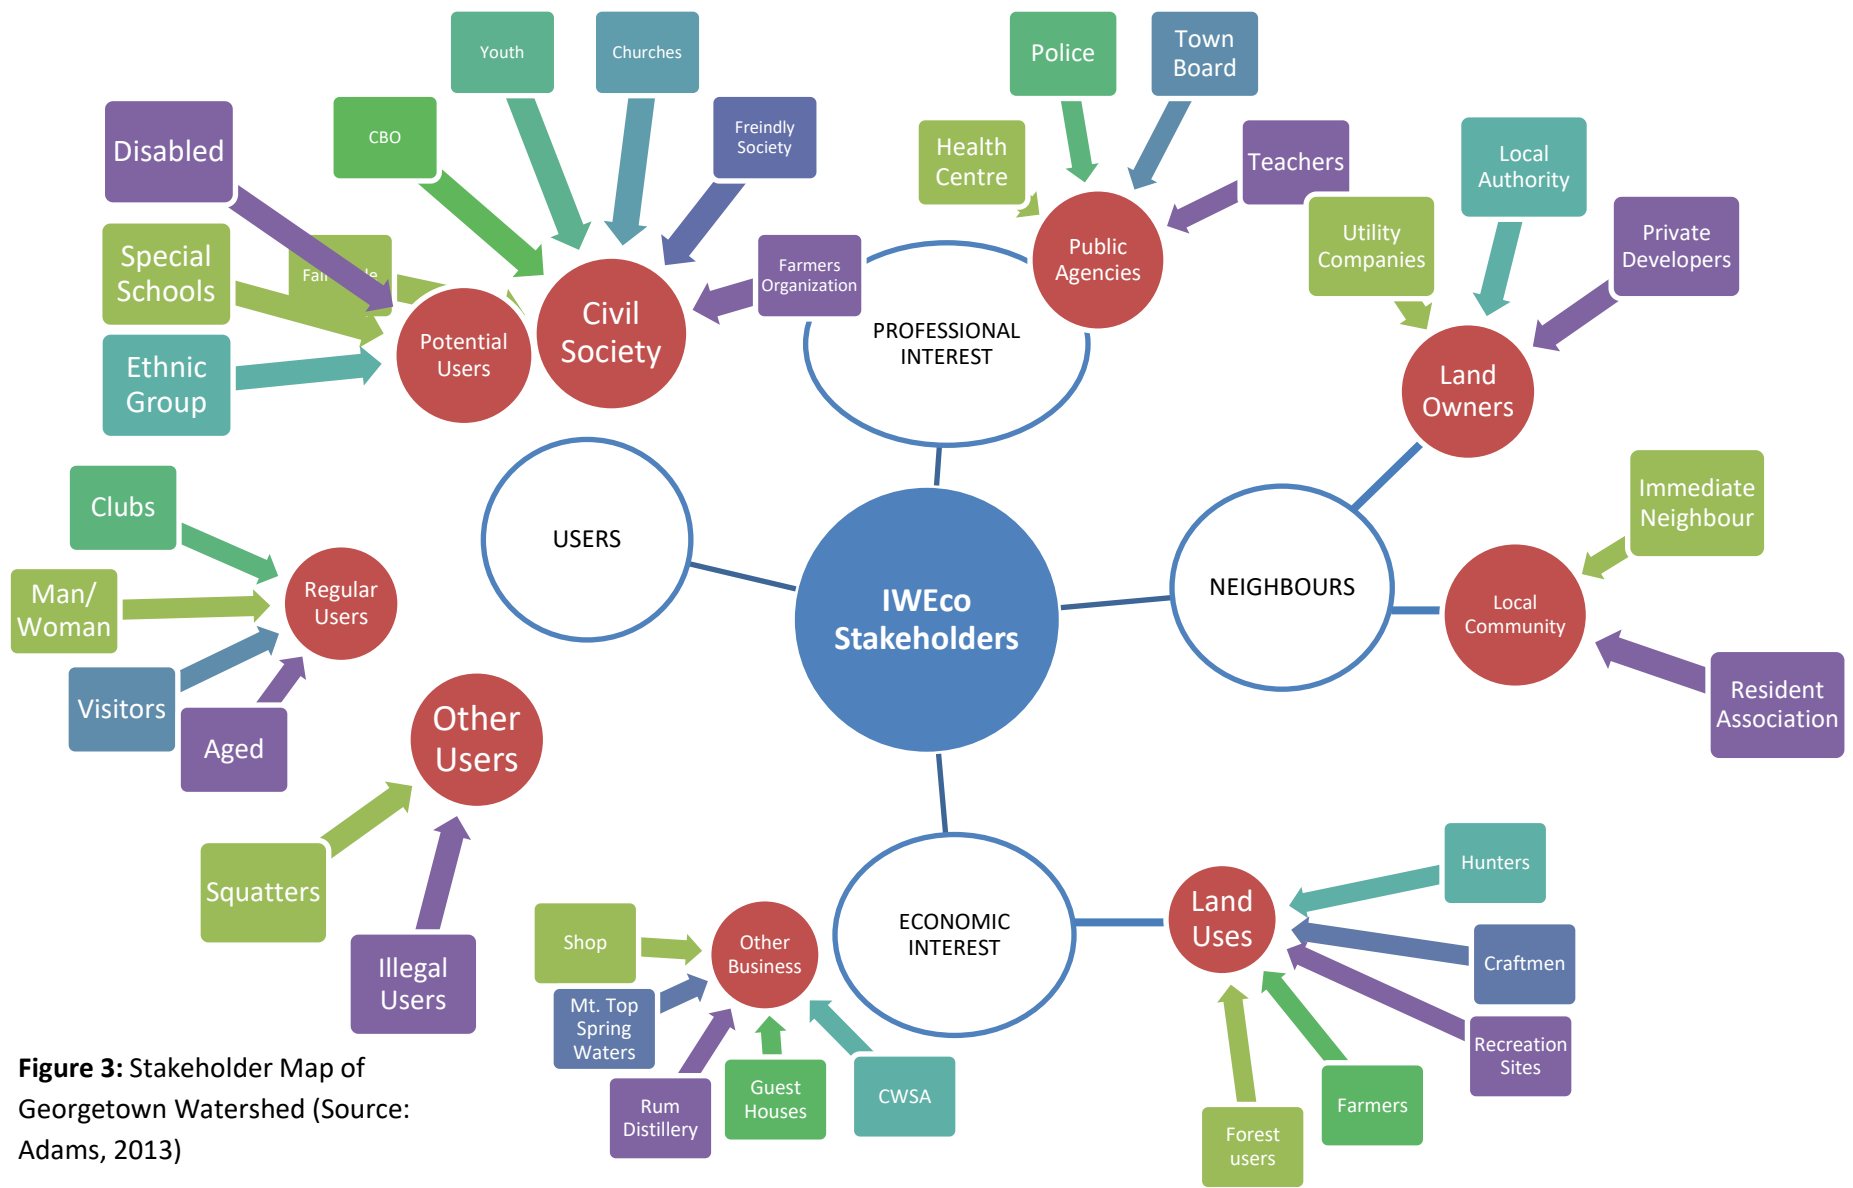 Youth
Churches
Police
Town
Board
CBO
Freindly
Society
Disabled
Health
Centre
Teachers
Local
Authority
Special
Schools
Farmers
Organization
Public
Agencies
Utility
Companies
Private
Developers
Civil
Society
Potential
Users
PROFESSIONAL
INTEREST
Ethnic
Group
Land
Owners
Clubs
USERS
Immediate
Neighbour
Man/
Woman
Regular
Users
IWEco
Stakeholders
NEIGHBOURS
Local
Community
Visitors
Aged
Other
Users
Resident
Association
Squatters
Illegal
Users
Shop
Other
Business
ECONOMIC
INTEREST
Land
Uses
Hunters
Craftmen
Mt. Top
Spring
Waters
Rum
Distillery
Guest
Houses
CWSA
Forest
users
Farmers
Recreation
Sites
Figure 3: Stakeholder Map of
Georgetown Watershed (Source:
Adams, 2013)